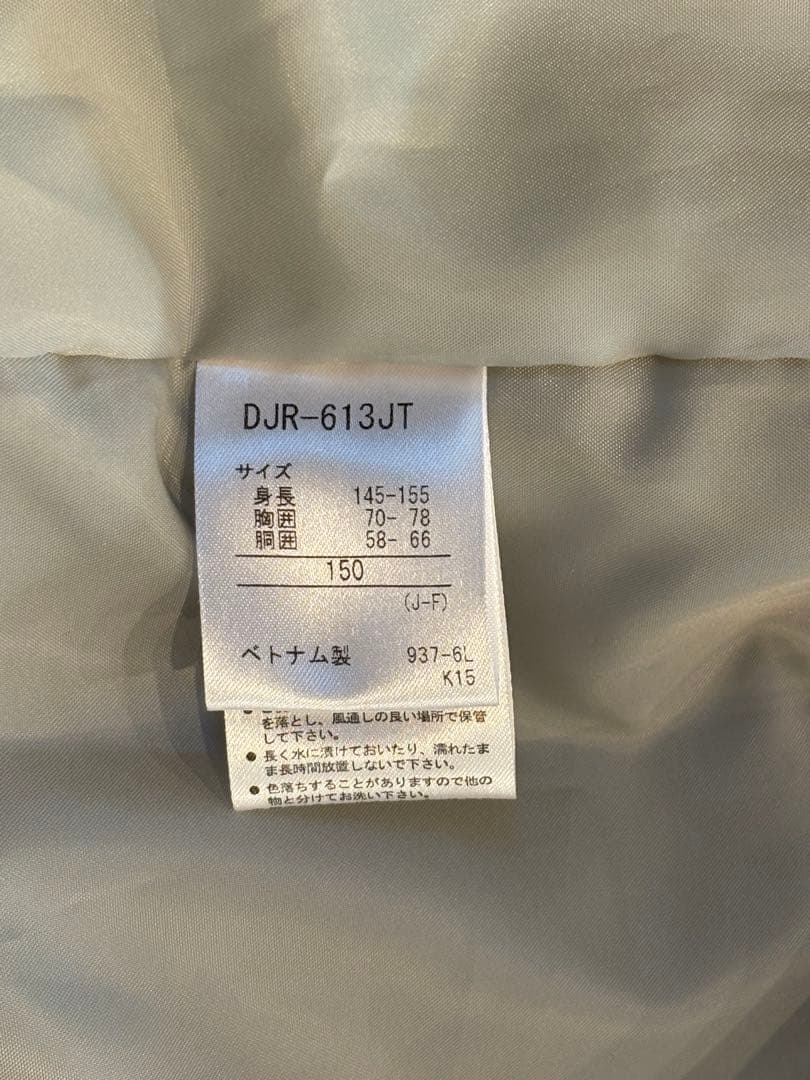 DJR-613JT
サイズ
身長 145-155
胸囲 70- 78
胴囲 58- 66
150
(J-F)
ベトナム製 937-6L
K15
を落とし、風通しの良い場所で保管
して下さい。
● 長く水に漬けておいたり、濡れたま
ま長時間放置しないで下さい。
● 色落ちすることがありますので他の
物と分けてお洗い下さい。